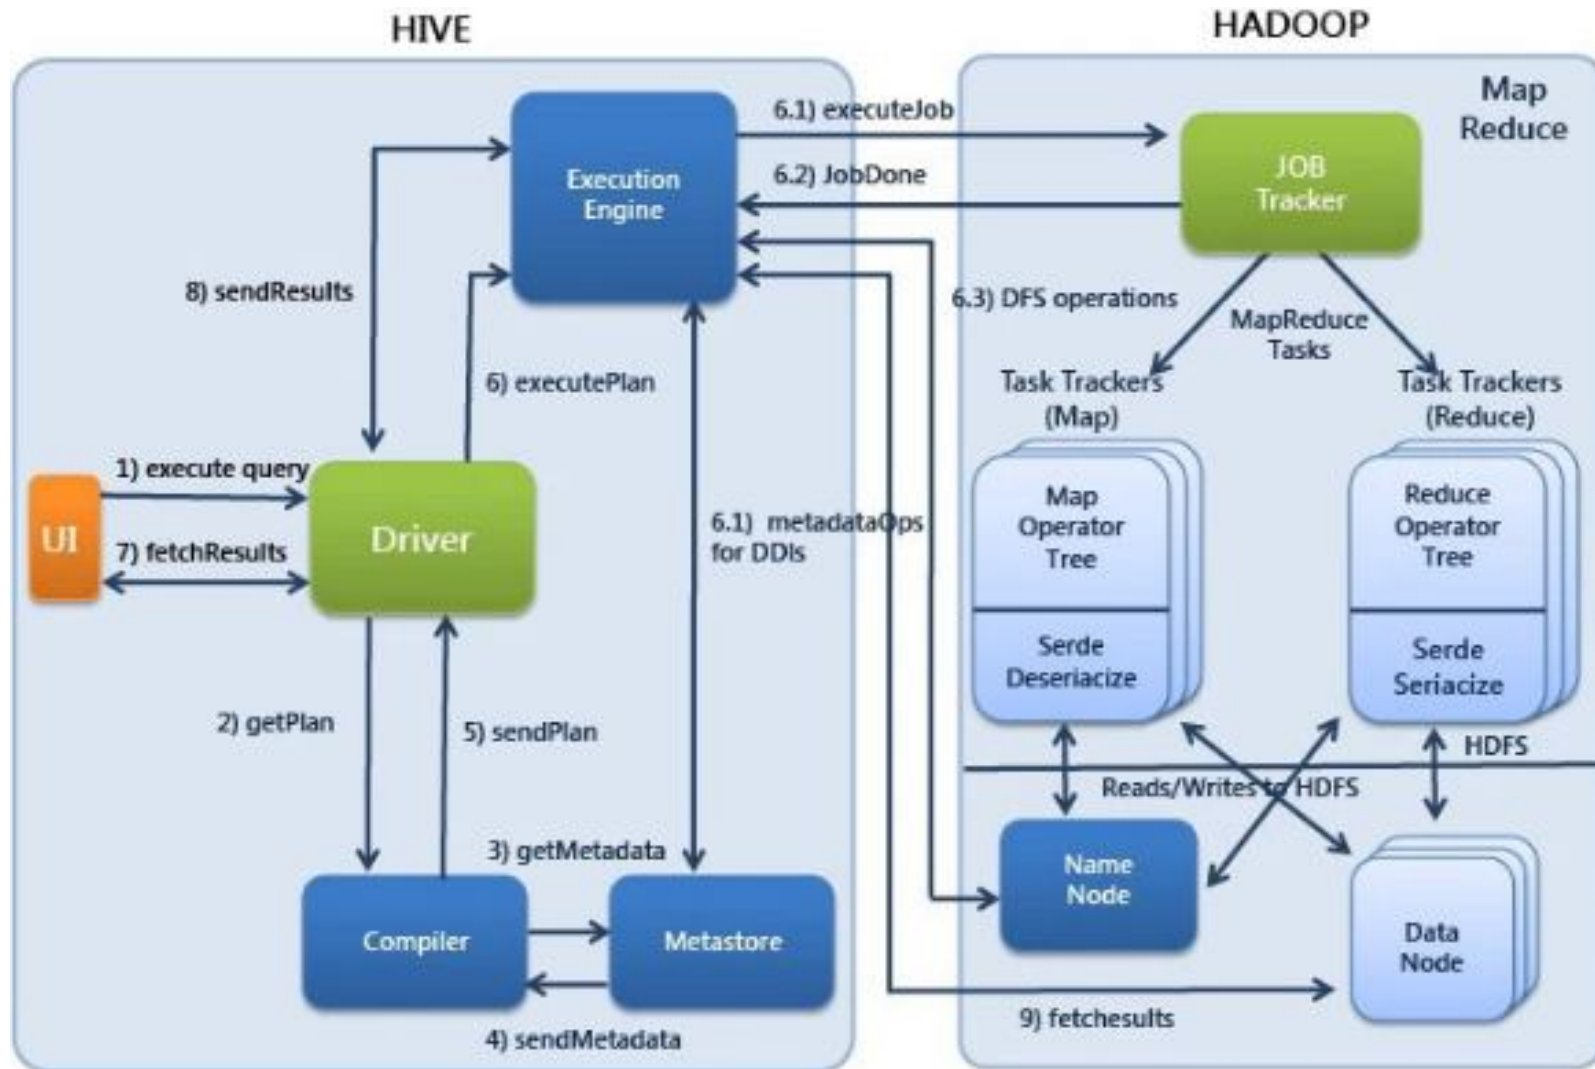 HIVE
HADOOP
Map
Reduce
6.1) executeJob
Execution
Engine
6.2) JobDone
JOB
Tracker
8) sendResults
6.3) DFS operations
MapReduce
Tasks
6) executePlan
Task Trackers
(Map)
Task Trackers
(Reduce)
1) execute query
UI
Driver
7) fetchResults
6.1) metadataOps
for DDIs
Map
Operator
Tree
Reduce
Operator
Tree
Serde
Deseriacize
Serde
Seriacize
2) getPlan
5) sendPlan
HDFS
Reads/Writes to HDFS
3) getMetadata
Name
Node
Compiler
Metastore
Data
Node
9) fetchesults
4) sendMetadata